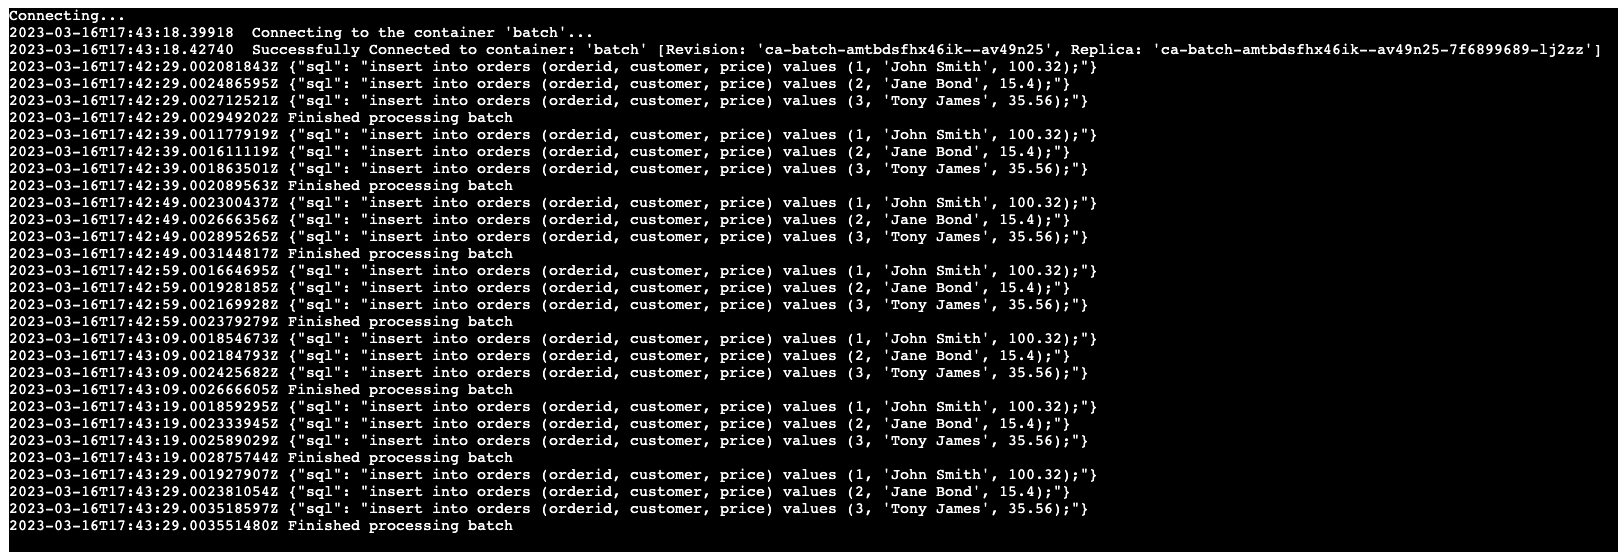 Connecting...
2023-03-16T17:43:18.39918  Connecting to the container 'batch'...
2023-03-16T17:43:18.42740  Successfully Connected to container: 'batch' [Revision: 'ca-batch-amtbdsfhx46ik--av49n25', Replica: 'ca-batch-amtbdsfhx46ik--av49n25-7f6899689-lj2zz']
2023-03-16T17:42:29.002081843Z {"sql": "insert into orders (orderid, customer, price) values (1, 'John Smith', 100.32);"}
2023-03-16T17:42:29.002486595Z {"sql": "insert into orders (orderid, customer, price) values (2, 'Jane Bond', 15.4);"}
2023-03-16T17:42:29.002712521Z {"sql": "insert into orders (orderid, customer, price) values (3, 'Tony James', 35.56);"}
2023-03-16T17:42:29.002949202Z Finished processing batch
2023-03-16T17:42:39.001177919Z {"sql": "insert into orders (orderid, customer, price) values (1, 'John Smith', 100.32);"}
2023-03-16T17:42:39.001611119Z {"sql": "insert into orders (orderid, customer, price) values (2, 'Jane Bond', 15.4);"}
2023-03-16T17:42:39.001863501Z {"sql": "insert into orders (orderid, customer, price) values (3, 'Tony James', 35.56);"}
2023-03-16T17:42:39.002089563Z Finished processing batch
2023-03-16T17:42:49.002300437Z {"sql": "insert into orders (orderid, customer, price) values (1, 'John Smith', 100.32);"}
2023-03-16T17:42:49.002666356Z {"sql": "insert into orders (orderid, customer, price) values (2, 'Jane Bond', 15.4);"}
2023-03-16T17:42:49.002895265Z {"sql": "insert into orders (orderid, customer, price) values (3, 'Tony James', 35.56);"}
2023-03-16T17:42:49.003144817Z Finished processing batch
2023-03-16T17:42:59.001664695Z {"sql": "insert into orders (orderid, customer, price) values (1, 'John Smith', 100.32);"}
2023-03-16T17:42:59.001928185Z {"sql": "insert into orders (orderid, customer, price) values (2, 'Jane Bond', 15.4);"}
2023-03-16T17:42:59.002169928Z {"sql": "insert into orders (orderid, customer, price) values (3, 'Tony James', 35.56);"}
2023-03-16T17:42:59.002379279Z Finished processing batch
2023-03-16T17:43:09.001854673Z {"sql": "insert into orders (orderid, customer, price) values (1, 'John Smith', 100.32);"}
2023-03-16T17:43:09.002184793Z {"sql": "insert into orders (orderid, customer, price) values (2, 'Jane Bond', 15.4);"}
2023-03-16T17:43:09.002425682Z {"sql": "insert into orders (orderid, customer, price) values (3, 'Tony James', 35.56);"}
2023-03-16T17:43:09.002666605Z Finished processing batch
2023-03-16T17:43:19.001859295Z {"sql": "insert into orders (orderid, customer, price) values (1, 'John Smith', 100.32);"}
2023-03-16T17:43:19.002333945Z {"sql": "insert into orders (orderid, customer, price) values (2, 'Jane Bond', 15.4);"}
2023-03-16T17:43:19.002589029Z {"sql": "insert into orders (orderid, customer, price) values (3, 'Tony James', 35.56);"}
2023-03-16T17:43:19.002875744Z Finished processing batch
2023-03-16T17:43:29.001927907Z {"sql": "insert into orders (orderid, customer, price) values (1, 'John Smith', 100.32);"}
2023-03-16T17:43:29.002381054Z {"sql": "insert into orders (orderid, customer, price) values (2, 'Jane Bond', 15.4);"}
2023-03-16T17:43:29.003518597Z {"sql": "insert into orders (orderid, customer, price) values (3, 'Tony James', 35.56);"}
2023-03-16T17:43:29.003551480Z Finished processing batch